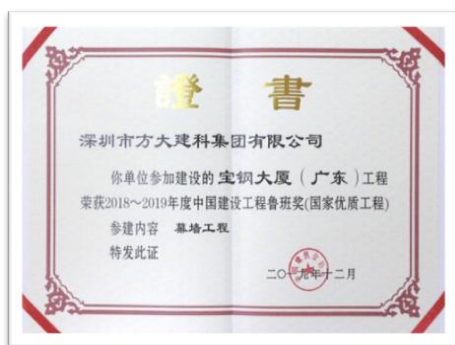 證 書
深圳市方大建科集团有限公司
你单位参加建设的 宝钢大厦（广东）工程
荣获2018～2019年度中国建设工程鲁班奖(国家优质工程)
参建内容 幕墙工程
特发此证
二〇一九年十二月